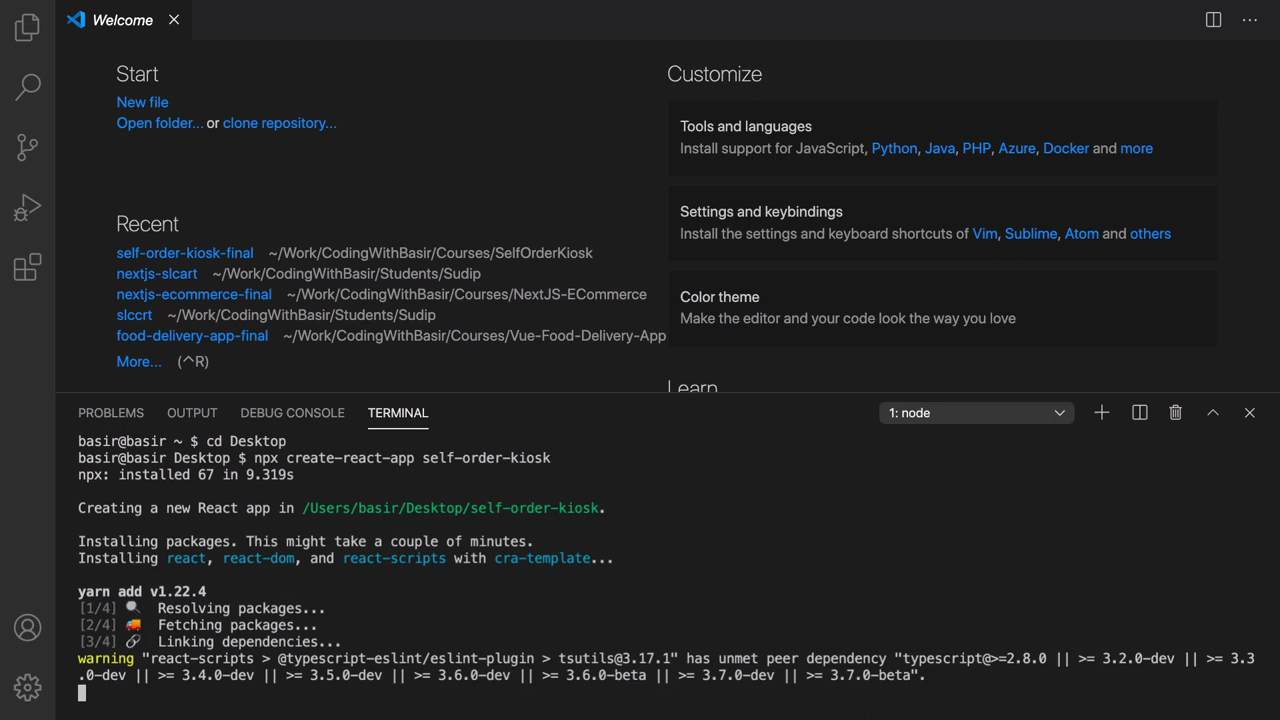 Welcome
Start
New file
Open folder... or clone repository...
Recent
self-order-kiosk-final ~/Work/CodingWithBasir/Courses/SelfOrderKiosk
nextjs-slcart ~/Work/CodingWithBasir/Students/Sudip
nextjs-ecommerce-final ~/Work/CodingWithBasir/Courses/NextJS-ECommerce
slccrt ~/Work/CodingWithBasir/Students/Sudip
food-delivery-app-final ~/Work/CodingWithBasir/Courses/Vue-Food-Delivery-App
More... (^R)
Customize
Tools and languages
Install support for JavaScript, Python, Java, PHP, Azure, Docker and more
Settings and keybindings
Install the settings and keyboard shortcuts of Vim, Sublime, Atom and others
Color theme
Make the editor and your code look the way you love
Learn
PROBLEMS OUTPUT DEBUG CONSOLE TERMINAL 1: node
basir@basir ~ $ cd Desktop
basir@basir Desktop $ npx create-react-app self-order-kiosk
npx: installed 67 in 9.319s
Creating a new React app in /Users/basir/Desktop/self-order-kiosk.
Installing packages. This might take a couple of minutes.
Installing react, react-dom, and react-scripts with cra-template...
yarn add v1.22.4
[1/4] 🔍 Resolving packages...
[2/4] 🚚 Fetching packages...
[3/4] 🔗 Linking dependencies...
warning "react-scripts > @typescript-eslint/eslint-plugin > tsutils@3.17.1" has unmet peer dependency "typescript@>=2.8.0 || >= 3.2.0-dev || >= 3.3
.0-dev || >= 3.4.0-dev || >= 3.5.0-dev || >= 3.6.0-dev || >= 3.6.0-beta || >= 3.7.0-dev || >= 3.7.0-beta".